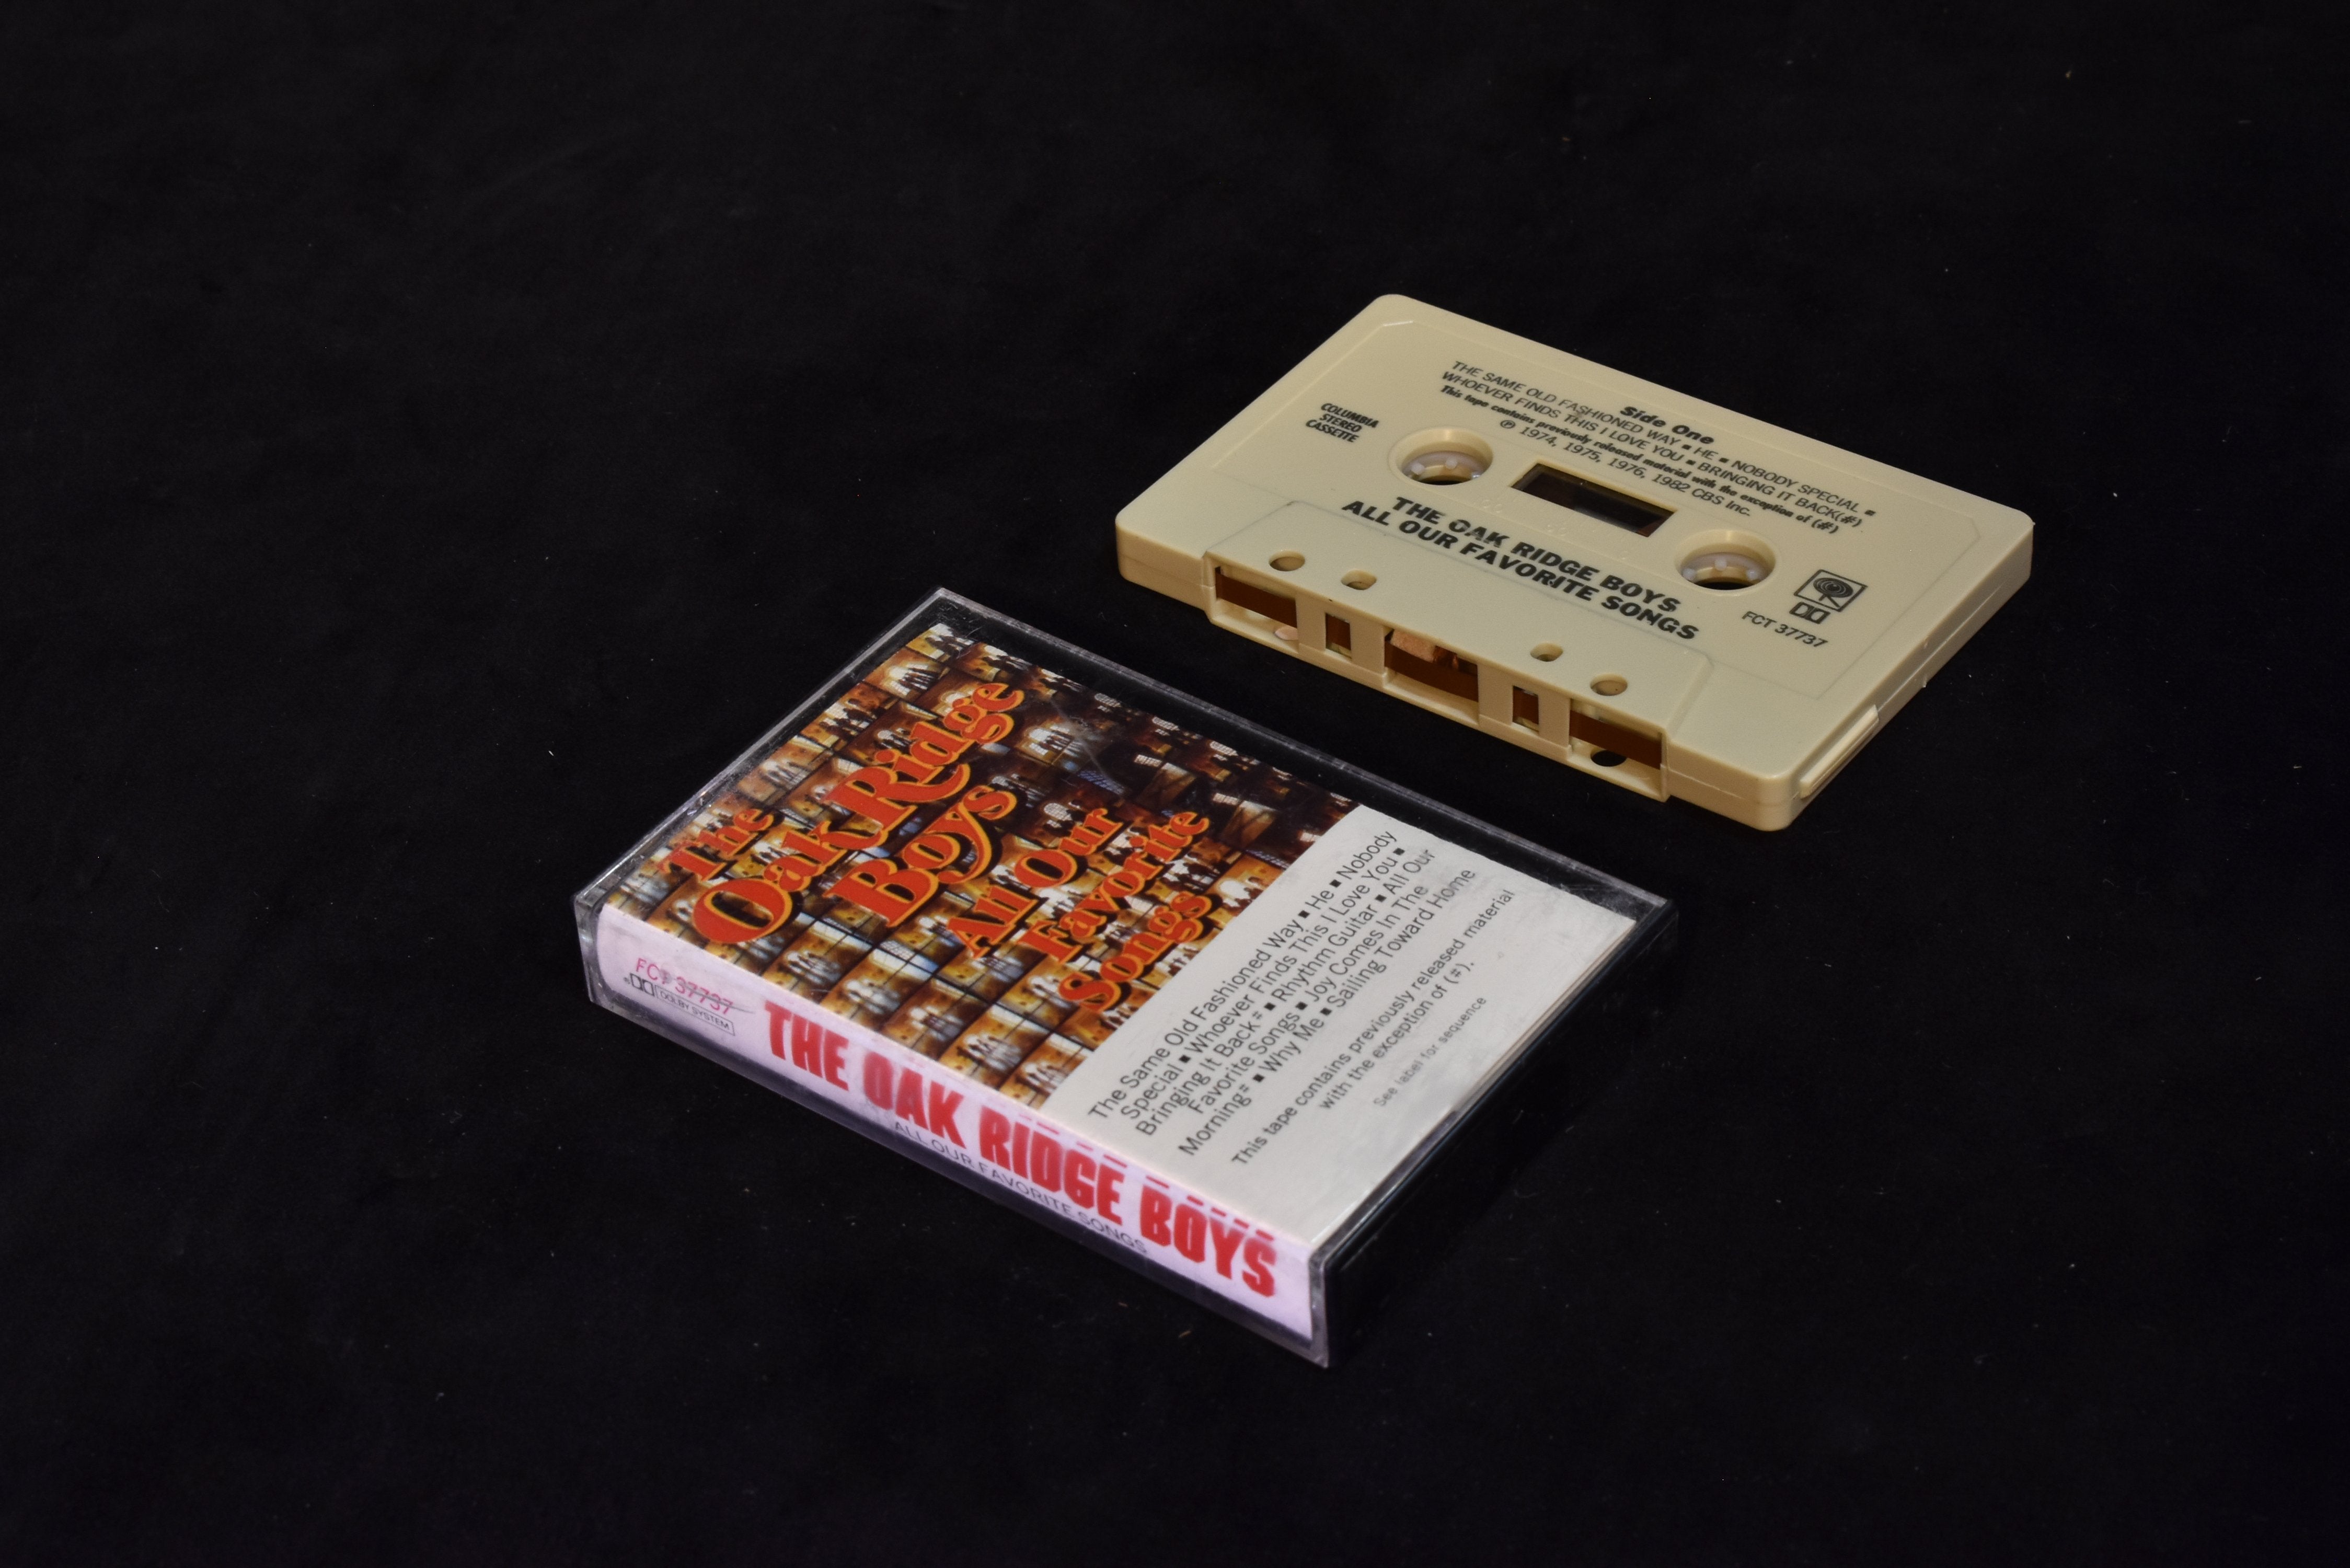 COLUMBIA
STEREO
CASSETTE
Side One
THE SAME OLD FASHIONED WAY ▪ HE ▪ NOBODY SPECIAL ▪
WHOEVER FINDS THIS I LOVE YOU ▪ BRINGING IT BACK(#)
This tape contains previously released material with the exception of (#)
℗ 1974, 1975, 1976, 1982 CBS Inc.
THE OAK RIDGE BOYS
ALL OUR FAVORITE SONGS
FCT 37737
The
Oak Ridge
Boys
All Our
Favorite
Songs
The Same Old Fashioned Way ▪ He ▪ Nobody
Special ▪ Whoever Finds This I Love You ▪
Bringing It Back# ▪ Rhythm Guitar ▪ All Our
Favorite Songs ▪ Joy Comes In The
Morning# ▪ Why Me ▪ Sailing Toward Home
This tape contains previously released material
with the exception of (#).
See label for sequence
FCT 37737
DOLBY SYSTEM
THE OAK RIDGE BOYS
ALL OUR FAVORITE SONGS